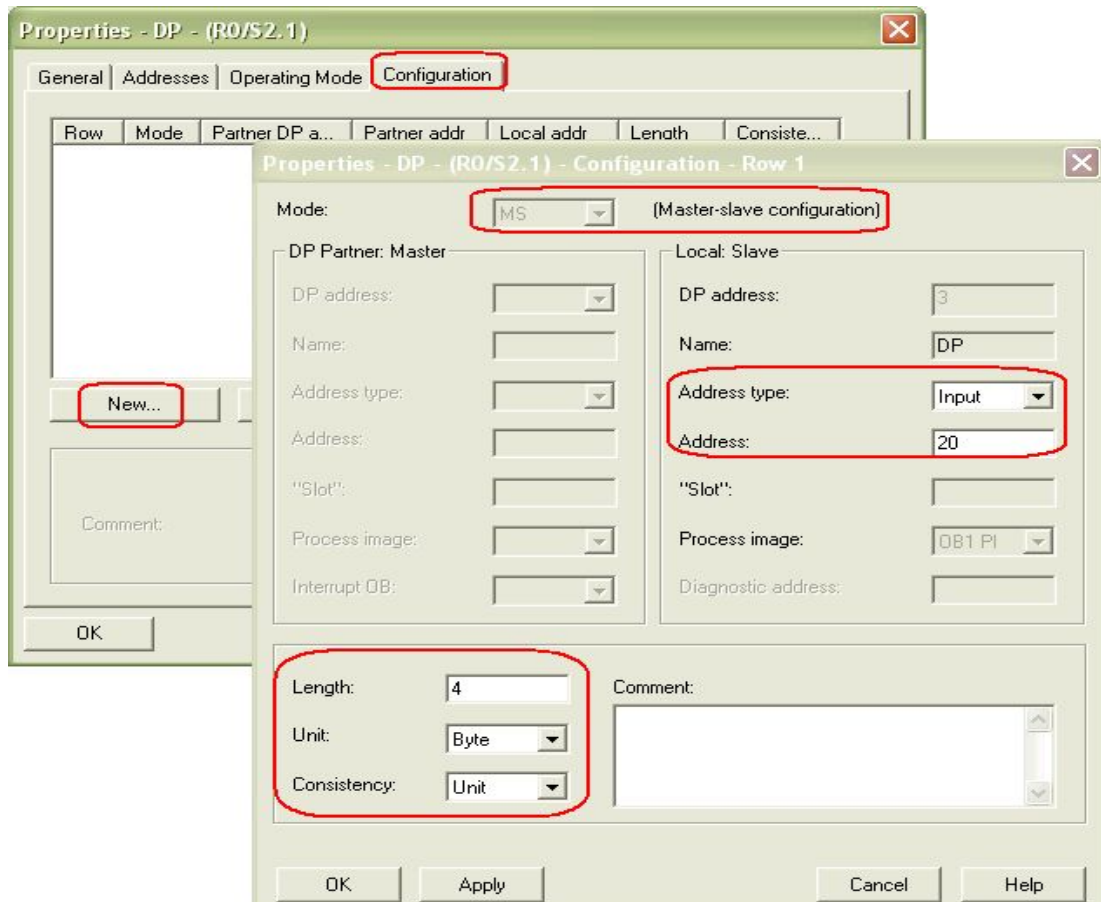 Properties - DP - (R0/S2.1)
General Addresses Operating Mode Configuration
Row Mode Partner DP a... Partner addr Local addr Length Consiste...
New...
Comment:
OK
Properties - DP - (R0/S2.1) - Configuration - Row 1
Mode: MS (Master-slave configuration)
DP Partner: Master
DP address:
Name:
Address type:
Address:
"Slot":
Process image:
Interrupt OB:
Local: Slave
DP address: 3
Name: DP
Address type: Input
Address: 20
"Slot":
Process image: OB1 PI
Diagnostic address:
Length: 4
Unit: Byte
Consistency: Unit
Comment:
OK Apply Cancel Help